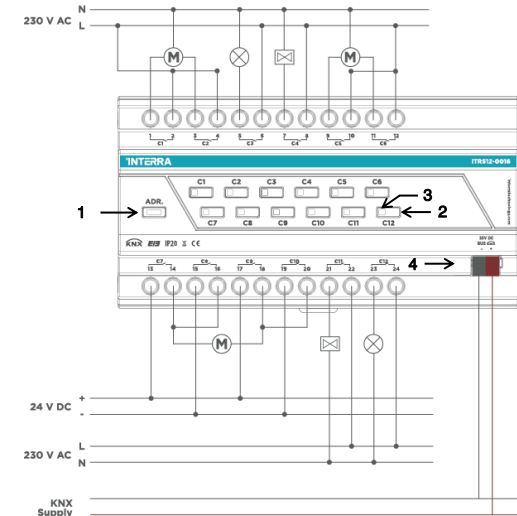 N
230 V AC
L
M
M
1 2 3 4 5 6 7 8 9 10 11 12
C1 C2 C3 C4 C5 C6
INTERRA
ITR512-0016
C1 C2 C3 C4 C5 C6
3
ADR.
1
2
C7 C8 C9 C10 C11 C12
KNX EIB IP20 CE
30V DC
BUS
- +
4
C7 C8 C9 C10 C11 C12
13 14 15 16 17 18 19 20 21 22 23 24
M
+
24 V DC
-
L
230 V AC
N
KNX
Supply